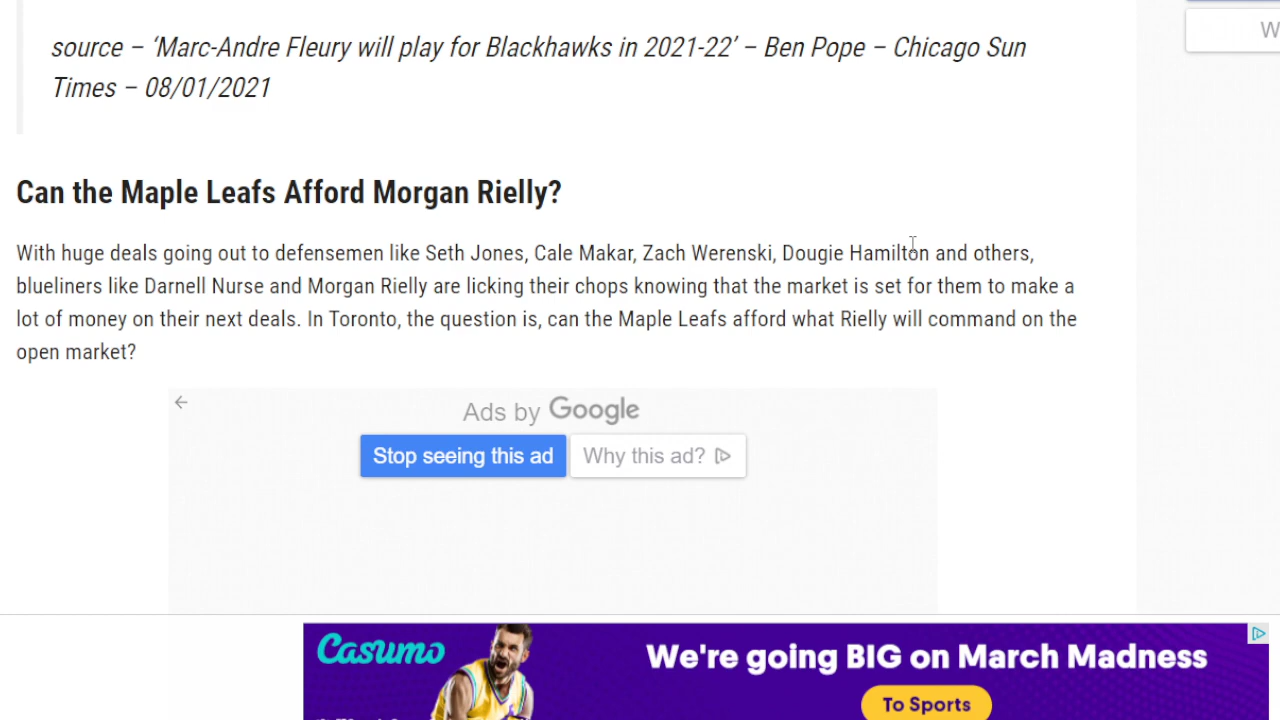 source – ‘Marc-Andre Fleury will play for Blackhawks in 2021-22’ – Ben Pope – Chicago Sun
Times – 08/01/2021
Can the Maple Leafs Afford Morgan Rielly?
With huge deals going out to defensemen like Seth Jones, Cale Makar, Zach Werenski, Dougie Hamilton and others,
blueliners like Darnell Nurse and Morgan Rielly are licking their chops knowing that the market is set for them to make a
lot of money on their next deals. In Toronto, the question is, can the Maple Leafs afford what Rielly will command on the
open market?
Ads by Google
Stop seeing this ad
Why this ad?
Casumo
We're going BIG on March Madness
To Sports